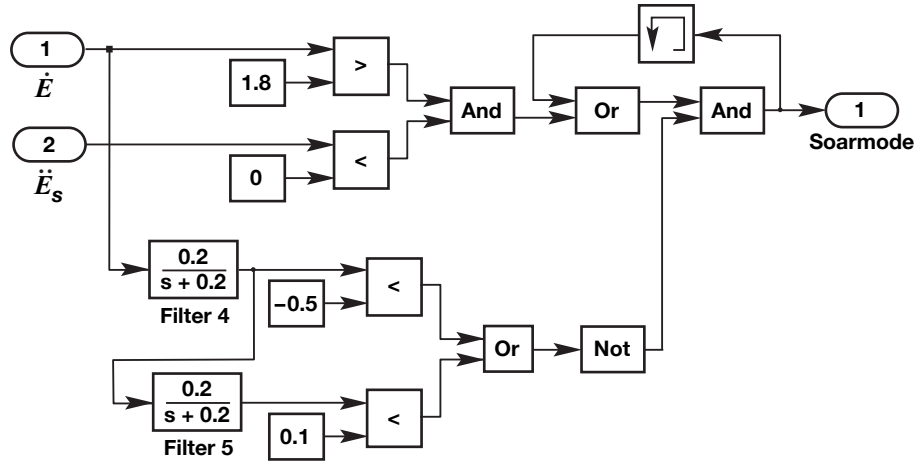 1
Ė
>
1.8
And
Or
And
1
Soarmode
2
Ë_s
<
0
0.2
s + 0.2
Filter 4
<
−0.5
Or
Not
0.2
s + 0.2
Filter 5
<
0.1